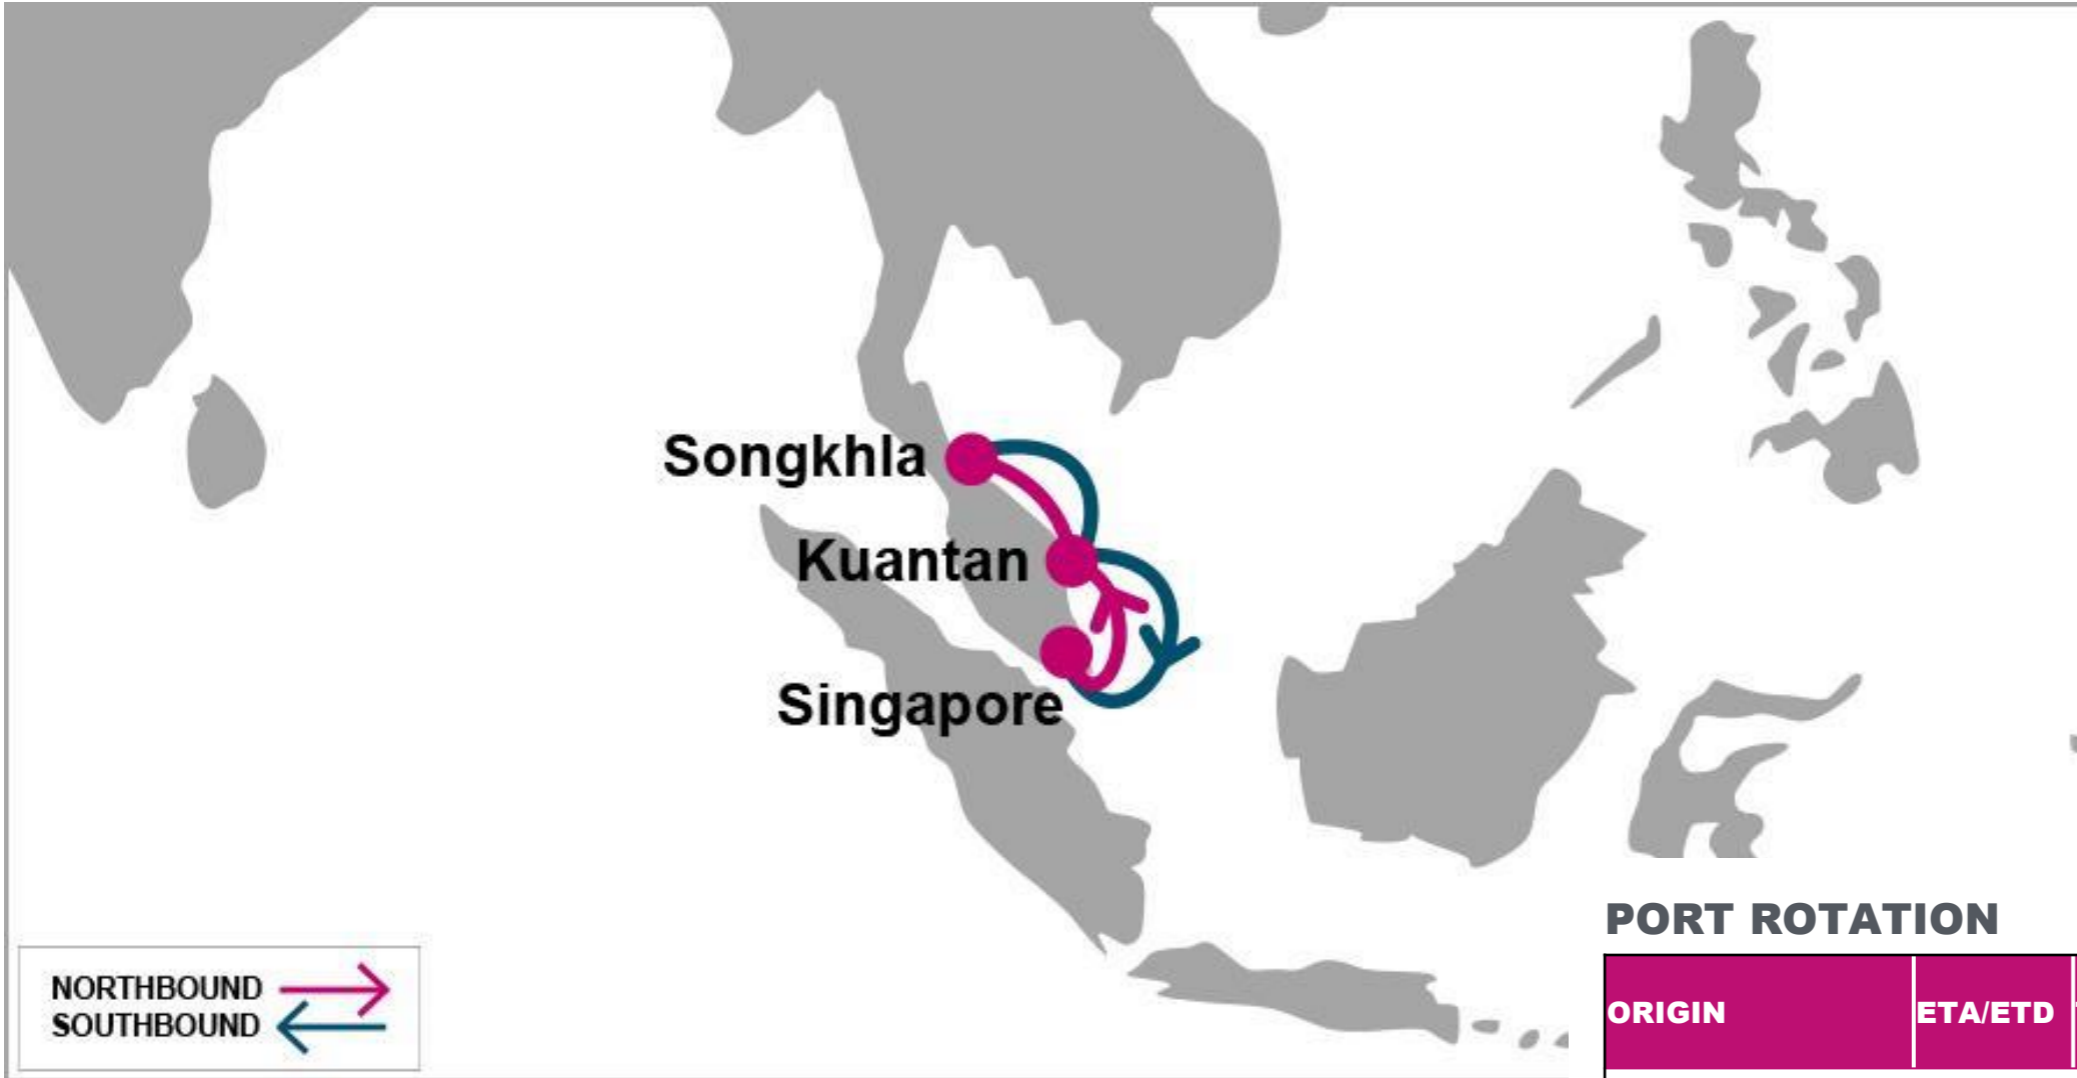 Songkhla
Kuantan
Singapore
NORTHBOUND
SOUTHBOUND
PORT ROTATION
ORIGIN ETA/ETD